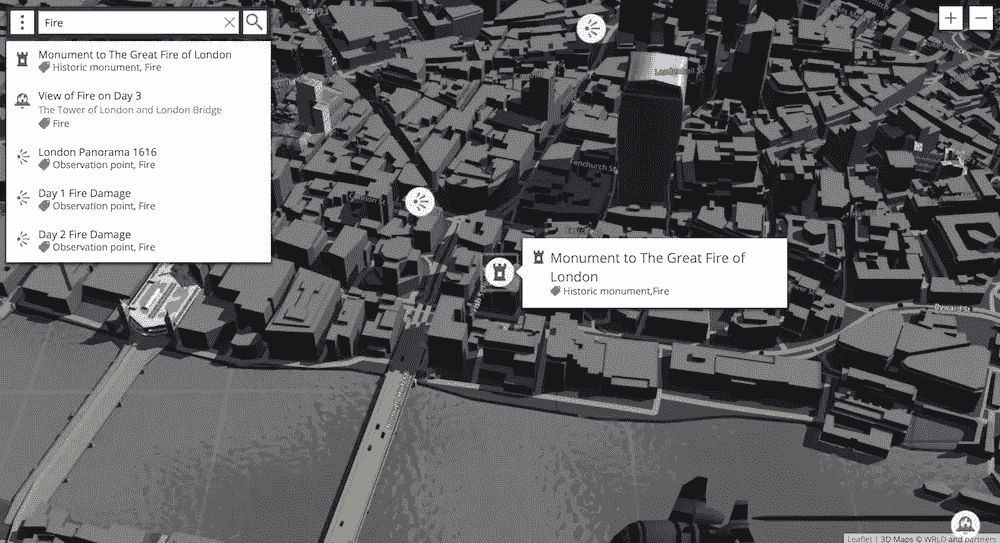 Fire
Monument to The Great Fire of London
Historic monument, Fire
View of Fire on Day 3
The Tower of London and London Bridge
Fire
London Panorama 1616
Observation point, Fire
Day 1 Fire Damage
Observation point, Fire
Day 2 Fire Damage
Observation point, Fire
+ −
Fenchurch St
Monument to The Great Fire of
London
Historic monument,Fire
Byward St
Leaflet | 3D Maps © WRLD and partners